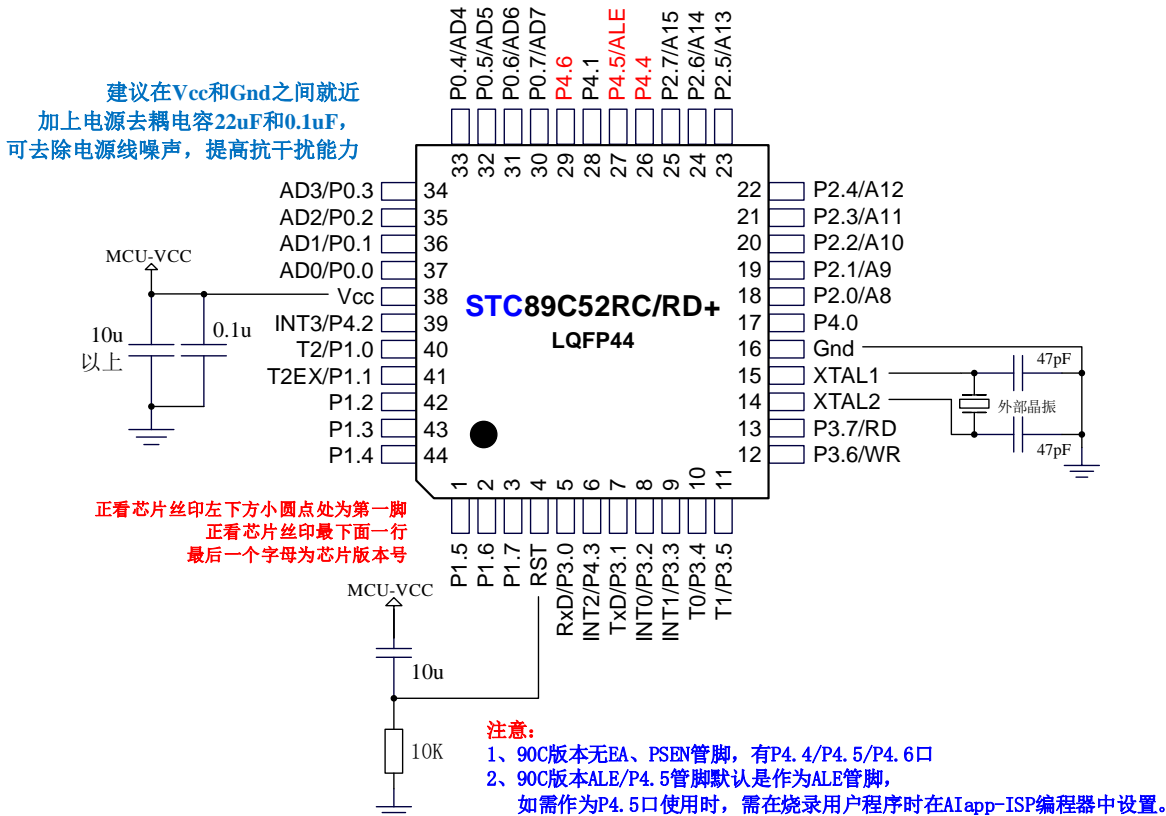 P0.4/AD4
P0.5/AD5
P0.6/AD6
P0.7/AD7
P4.6
P4.1
P4.5/ALE
P4.4
P2.7/A15
P2.6/A14
P2.5/A13
33
32
31
30
29
28
27
26
25
24
23
建议在Vcc和Gnd之间就近
加上电源去耦电容22uF和0.1uF,
可去除电源线噪声，提高抗干扰能力
AD3/P0.3 34
AD2/P0.2 35
AD1/P0.1 36
AD0/P0.0 37
Vcc 38
INT3/P4.2 39
T2/P1.0 40
T2EX/P1.1 41
P1.2 42
P1.3 43
P1.4 44
MCU-VCC
10u
以上
0.1u
STC89C52RC/RD+
LQFP44
22 P2.4/A12
21 P2.3/A11
20 P2.2/A10
19 P2.1/A9
18 P2.0/A8
17 P4.0
16 Gnd
15 XTAL1
14 XTAL2
13 P3.7/RD
12 P3.6/WR
47pF
外部晶振
47pF
1
2
3
4
5
6
7
8
9
10
11
P1.5
P1.6
P1.7
RST
RxD/P3.0
INT2/P4.3
TxD/P3.1
INT0/P3.2
INT1/P3.3
T0/P3.4
T1/P3.5
正看芯片丝印左下方小圆点处为第一脚
正看芯片丝印最下面一行
最后一个字母为芯片版本号
MCU-VCC
10u
10K
注意：
1、90C版本无EA、PSEN管脚，有P4.4/P4.5/P4.6口
2、90C版本ALE/P4.5管脚默认是作为ALE管脚，
如需作为P4.5口使用时，需在烧录用户程序时在AIapp-ISP编程器中设置。